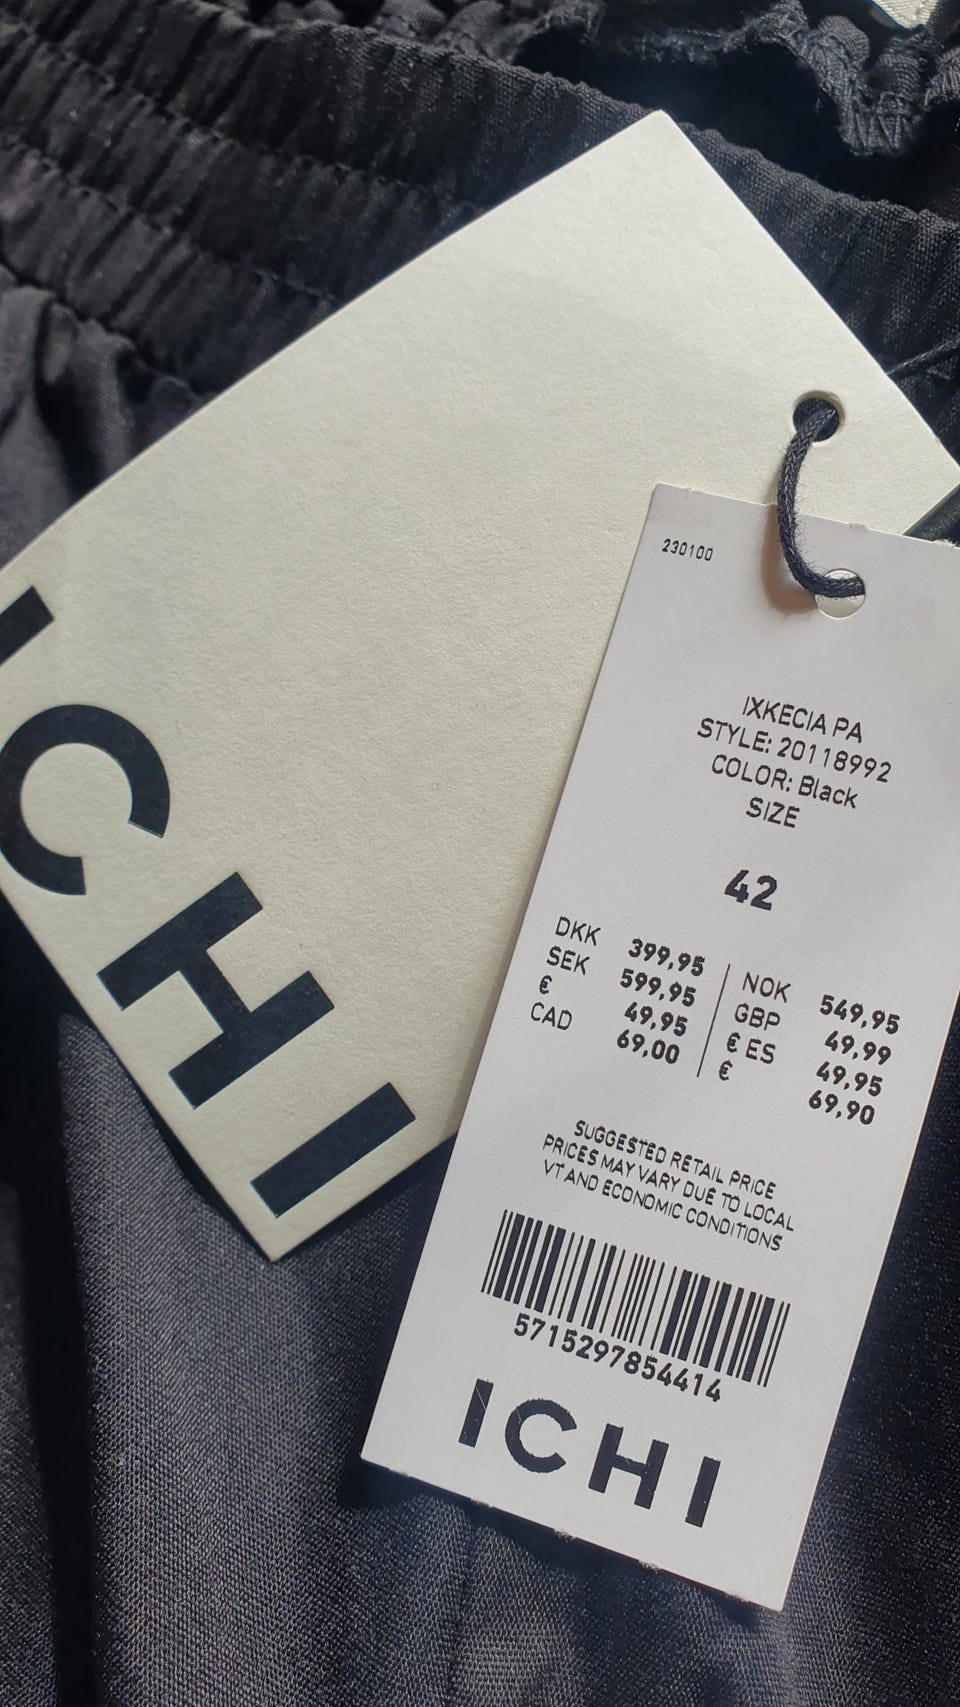 ICHI
230100
IXKECIA PA
STYLE: 20118992
COLOR: Black
SIZE
42
DKK 399,95
SEK 599,95
€ 49,95
CAD 69,00
NOK 549,95
GBP 49,99
€ ES 49,95
€ 69,90
SUGGESTED RETAIL PRICE
PRICES MAY VARY DUE TO LOCAL
VT AND ECONOMIC CONDITIONS
5715297854414
ICHI